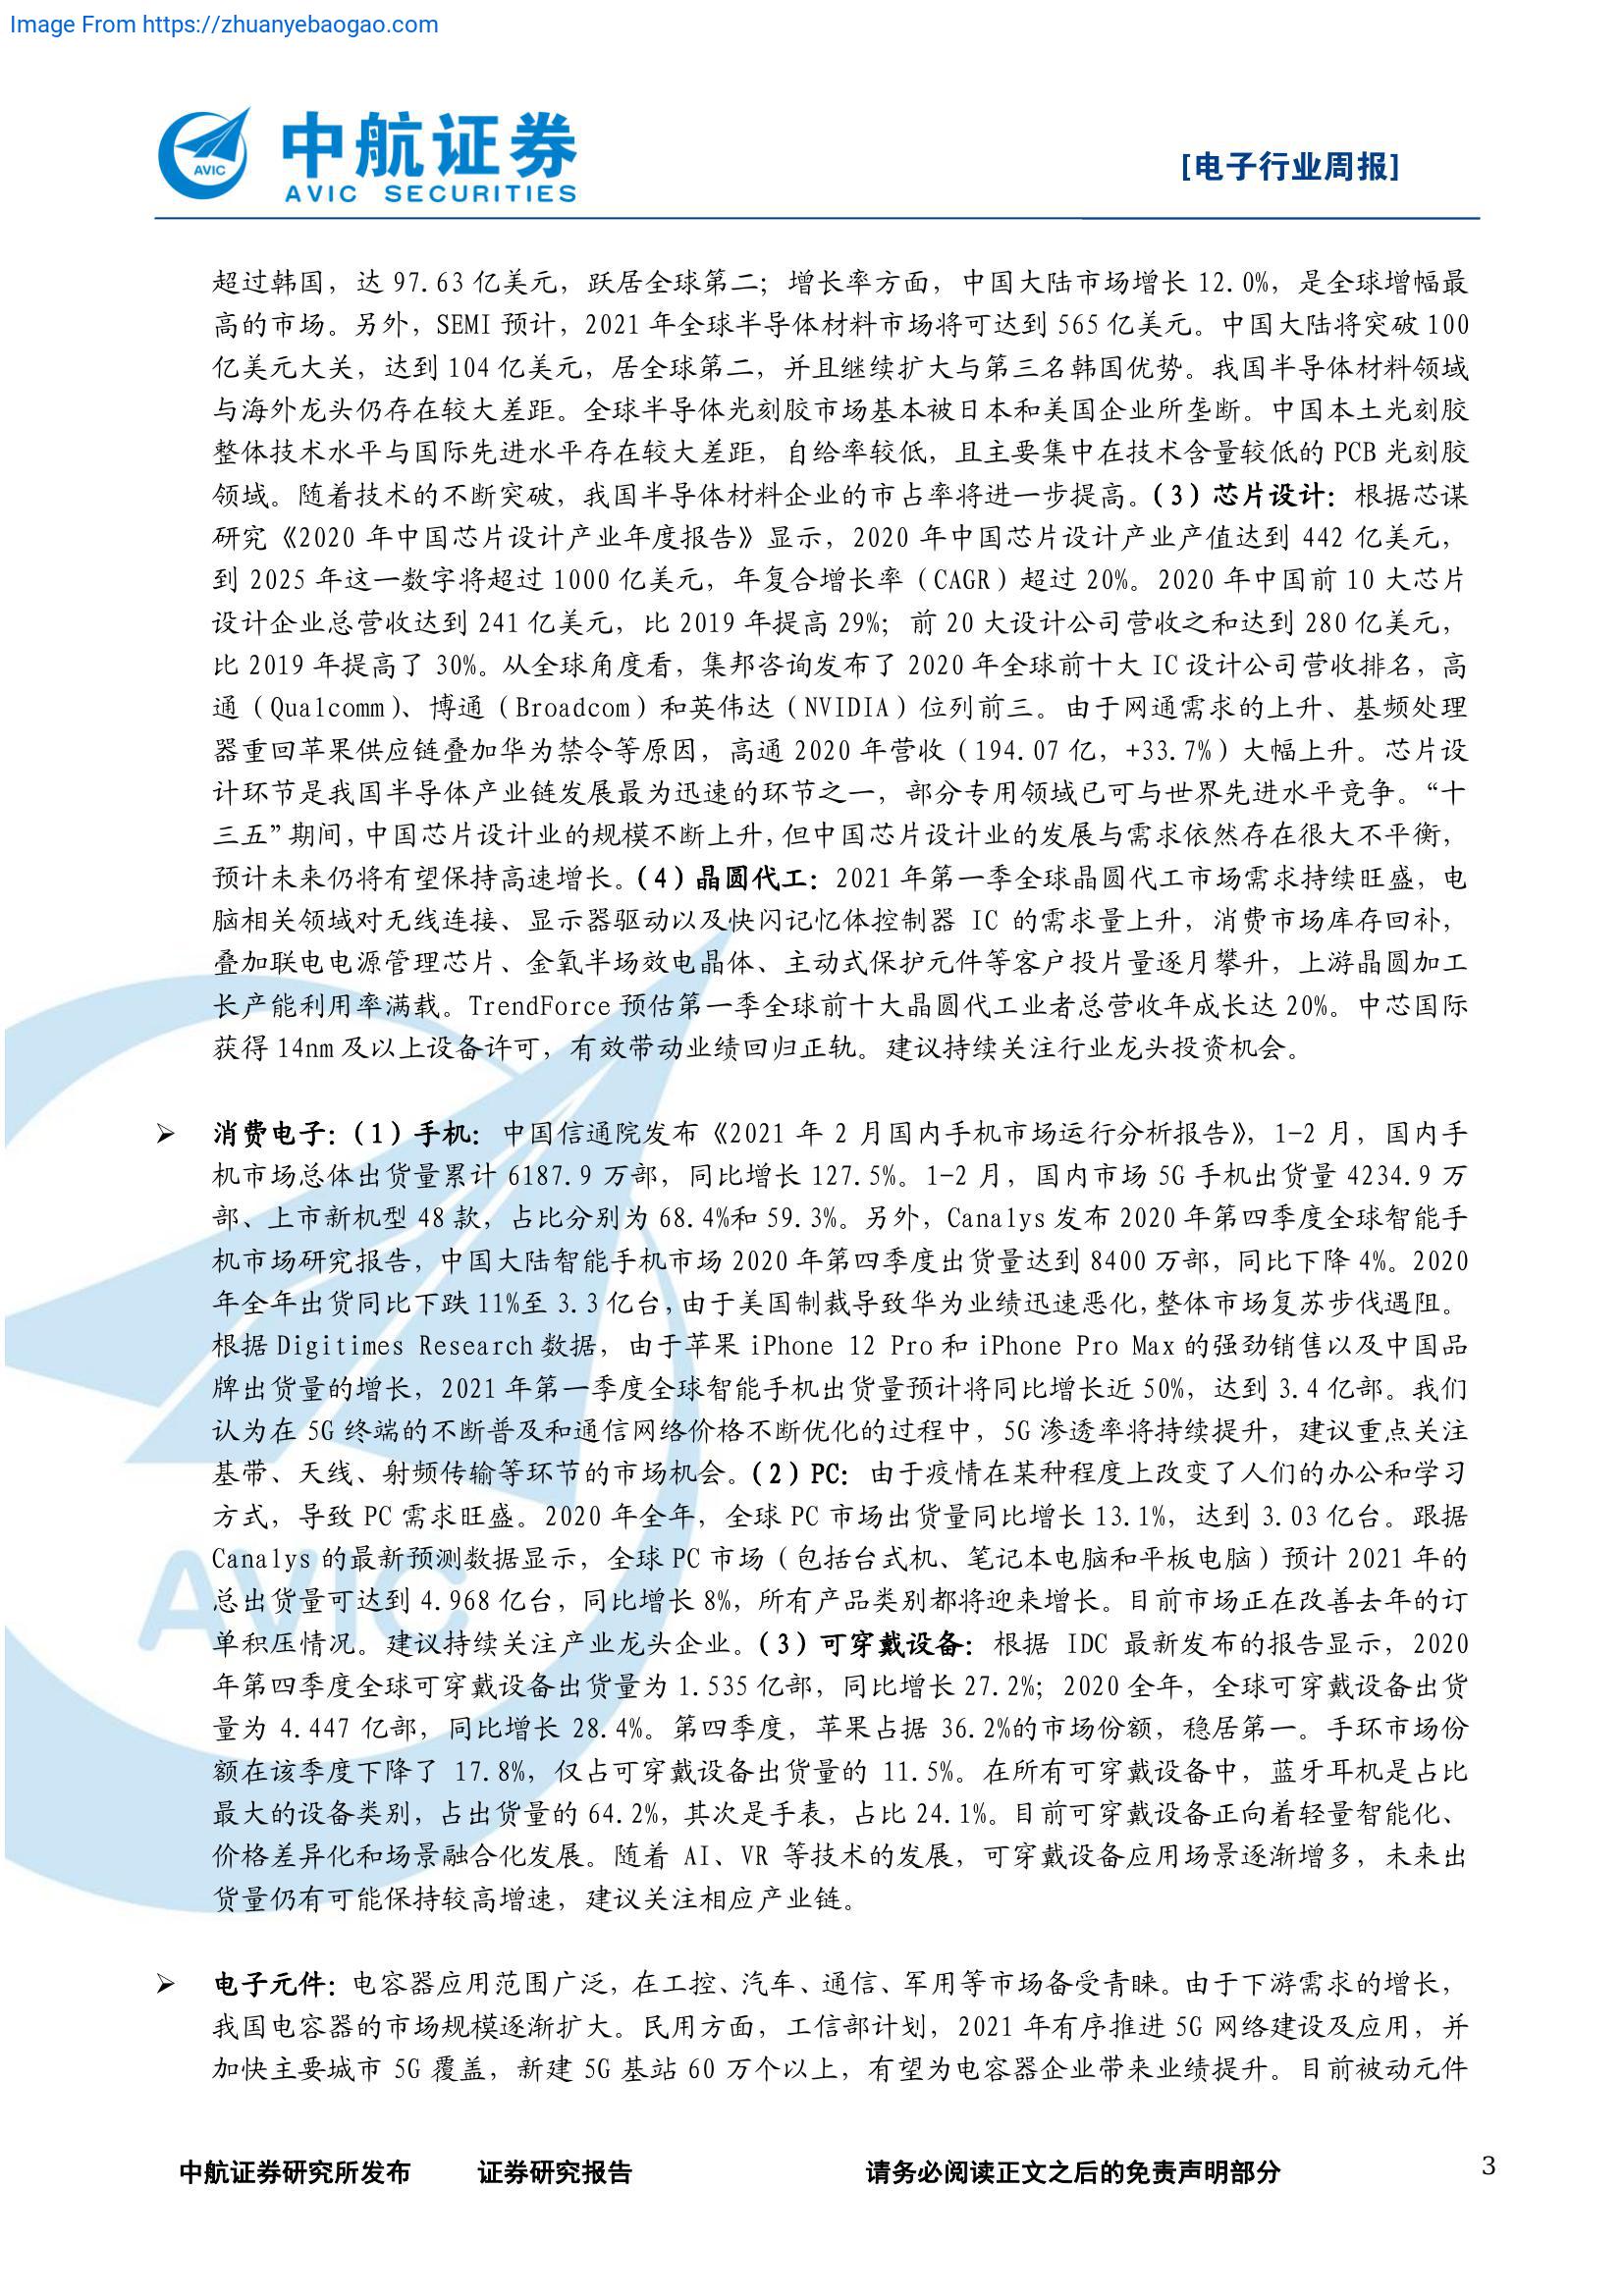 Image From https://zhuanyebaogao.com
AVIC
中航证券
AVIC SECURITIES
[电子行业周报]
超过韩国，达 97.63 亿美元，跃居全球第二；增长率方面，中国大陆市场增长 12.0%，是全球增幅最
高的市场。另外，SEMI 预计，2021 年全球半导体材料市场将可达到 565 亿美元。中国大陆将突破 100
亿美元大关，达到 104 亿美元，居全球第二，并且继续扩大与第三名韩国优势。我国半导体材料领域
与海外龙头仍存在较大差距。全球半导体光刻胶市场基本被日本和美国企业所垄断。中国本土光刻胶
整体技术水平与国际先进水平存在较大差距，自给率较低，且主要集中在技术含量较低的 PCB 光刻胶
领域。随着技术的不断突破，我国半导体材料企业的市占率将进一步提高。（3）芯片设计：根据芯谋
研究《2020 年中国芯片设计产业年度报告》显示，2020 年中国芯片设计产业产值达到 442 亿美元，
到 2025 年这一数字将超过 1000 亿美元，年复合增长率（CAGR）超过 20%。2020 年中国前 10 大芯片
设计企业总营收达到 241 亿美元，比 2019 年提高 29%；前 20 大设计公司营收之和达到 280 亿美元，
比 2019 年提高了 30%。从全球角度看，集邦咨询发布了 2020 年全球前十大 IC 设计公司营收排名，高
通（Qualcomm）、博通（Broadcom）和英伟达（NVIDIA）位列前三。由于网通需求的上升、基频处理
器重回苹果供应链叠加华为禁令等原因，高通 2020 年营收（194.07 亿，+33.7%）大幅上升。芯片设
计环节是我国半导体产业链发展最为迅速的环节之一，部分专用领域已可与世界先进水平竞争。“十
三五”期间，中国芯片设计业的规模不断上升，但中国芯片设计业的发展与需求依然存在很大不平衡，
预计未来仍将有望保持高速增长。（4）晶圆代工：2021 年第一季全球晶圆代工市场需求持续旺盛，电
脑相关领域对无线连接、显示器驱动以及快闪记忆体控制器 IC 的需求量上升，消费市场库存回补，
叠加联电电源管理芯片、金氧半场效电晶体、主动式保护元件等客户投片量逐月攀升，上游晶圆加工
长产能利用率满载。TrendForce 预估第一季全球前十大晶圆代工业者总营收年成长达 20%。中芯国际
获得 14nm 及以上设备许可，有效带动业绩回归正轨。建议持续关注行业龙头投资机会。
➢ 消费电子：（1）手机：中国信通院发布《2021 年 2 月国内手机市场运行分析报告》，1-2 月，国内手
机市场总体出货量累计 6187.9 万部，同比增长 127.5%。1-2 月，国内市场 5G 手机出货量 4234.9 万
部、上市新机型 48 款，占比分别为 68.4%和 59.3%。另外，Canalys 发布 2020 年第四季度全球智能手
机市场研究报告，中国大陆智能手机市场 2020 年第四季度出货量达到 8400 万部，同比下降 4%。2020
年全年出货同比下跌 11%至 3.3 亿台，由于美国制裁导致华为业绩迅速恶化，整体市场复苏步伐遇阻。
根据 Digitimes Research 数据，由于苹果 iPhone 12 Pro 和 iPhone Pro Max 的强劲销售以及中国品
牌出货量的增长，2021 年第一季度全球智能手机出货量预计将同比增长近 50%，达到 3.4 亿部。我们
认为在 5G 终端的不断普及和通信网络价格不断优化的过程中，5G 渗透率将持续提升，建议重点关注
基带、天线、射频传输等环节的市场机会。（2）PC：由于疫情在某种程度上改变了人们的办公和学习
方式，导致 PC 需求旺盛。2020 年全年，全球 PC 市场出货量同比增长 13.1%，达到 3.03 亿台。跟据
Canalys 的最新预测数据显示，全球 PC 市场（包括台式机、笔记本电脑和平板电脑）预计 2021 年的
总出货量可达到 4.968 亿台，同比增长 8%，所有产品类别都将迎来增长。目前市场正在改善去年的订
单积压情况。建议持续关注产业龙头企业。（3）可穿戴设备：根据 IDC 最新发布的报告显示，2020
年第四季度全球可穿戴设备出货量为 1.535 亿部，同比增长 27.2%；2020 全年，全球可穿戴设备出货
量为 4.447 亿部，同比增长 28.4%。第四季度，苹果占据 36.2%的市场份额，稳居第一。手环市场份
额在该季度下降了 17.8%，仅占可穿戴设备出货量的 11.5%。在所有可穿戴设备中，蓝牙耳机是占比
最大的设备类别，占出货量的 64.2%，其次是手表，占比 24.1%。目前可穿戴设备正向着轻量智能化、
价格差异化和场景融合化发展。随着 AI、VR 等技术的发展，可穿戴设备应用场景逐渐增多，未来出
货量仍有可能保持较高增速，建议关注相应产业链。
➢ 电子元件：电容器应用范围广泛，在工控、汽车、通信、军用等市场备受青睐。由于下游需求的增长，
我国电容器的市场规模逐渐扩大。民用方面，工信部计划，2021 年有序推进 5G 网络建设及应用，并
加快主要城市 5G 覆盖，新建 5G 基站 60 万个以上，有望为电容器企业带来业绩提升。目前被动元件
AVIC
中航证券研究所发布 证券研究报告 请务必阅读正文之后的免责声明部分 3